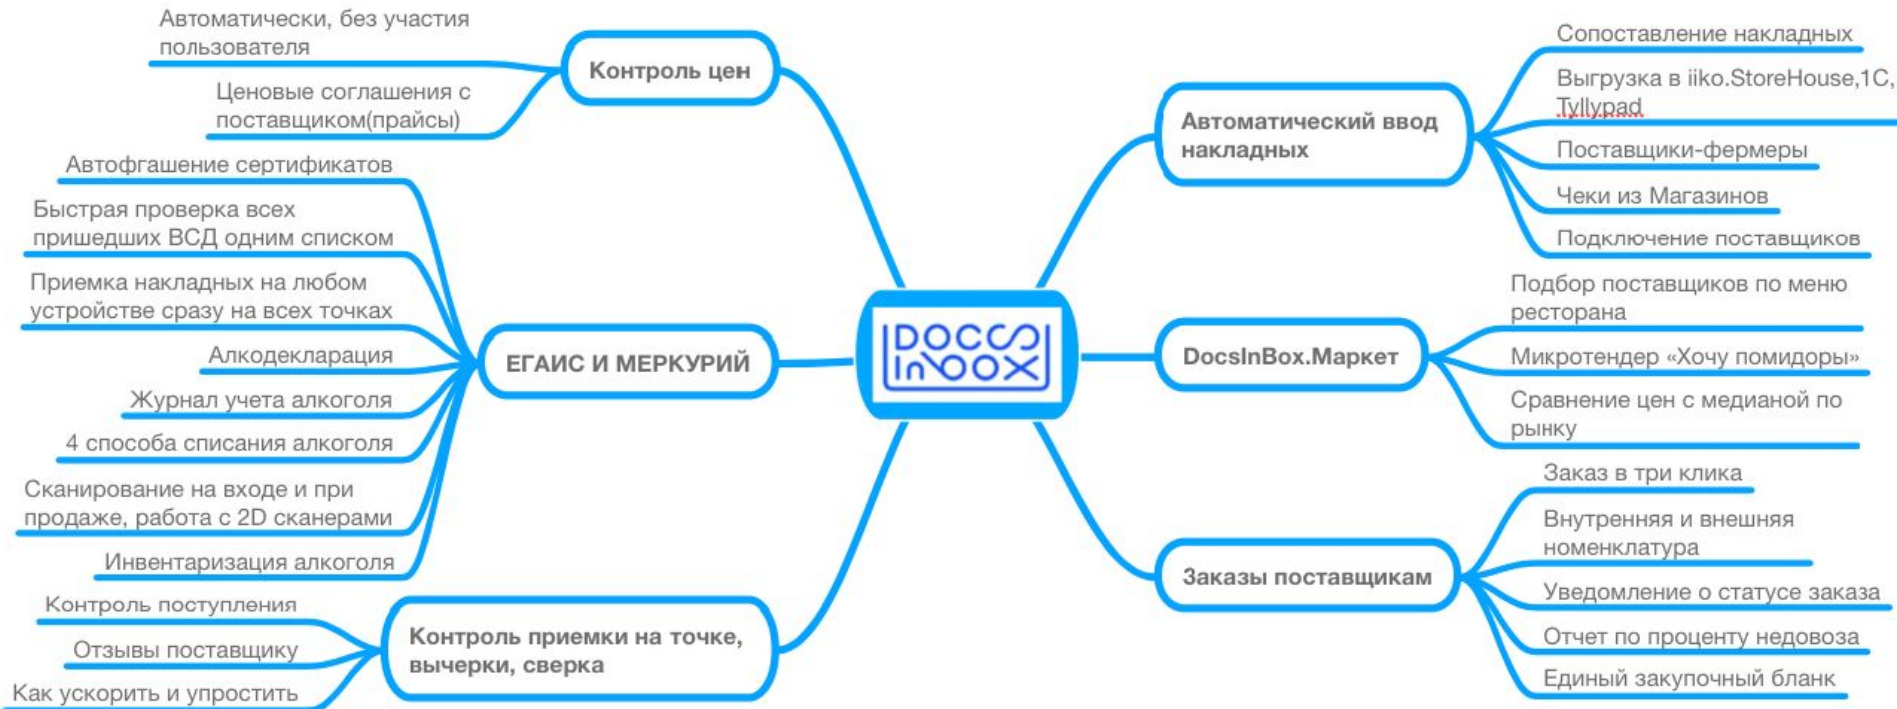 Автоматически, без участия
пользователя
Ценовые соглашения с
поставщиком(прайсы)
Контроль цен
Автофгашение сертификатов
Быстрая проверка всех
пришедших ВСД одним списком
Приемка накладных на любом
устройстве сразу на всех точках
Алкодекларация
Журнал учета алкоголя
4 способа списания алкоголя
Сканирование на входе и при
продаже, работа с 2D сканерами
Инвентаризация алкоголя
ЕГАИС И МЕРКУРИЙ
Контроль поступления
Отзывы поставщику
Как ускорить и упростить
Контроль приемки на точке,
вычерки, сверка
DOCS
InBOX
Автоматический ввод
накладных
Сопоставление накладных
Выгрузка в iiko.StoreHouse,1C,
Tyllypad
Поставщики-фермеры
Чеки из Магазинов
Подключение поставщиков
DocsInBox.Маркет
Подбор поставщиков по меню
ресторана
Микротендер «Хочу помидоры»
Сравнение цен с медианой по
рынку
Заказы поставщикам
Заказ в три клика
Внутренняя и внешняя
номенклатура
Уведомление о статусе заказа
Отчет по проценту недовоза
Единый закупочный бланк